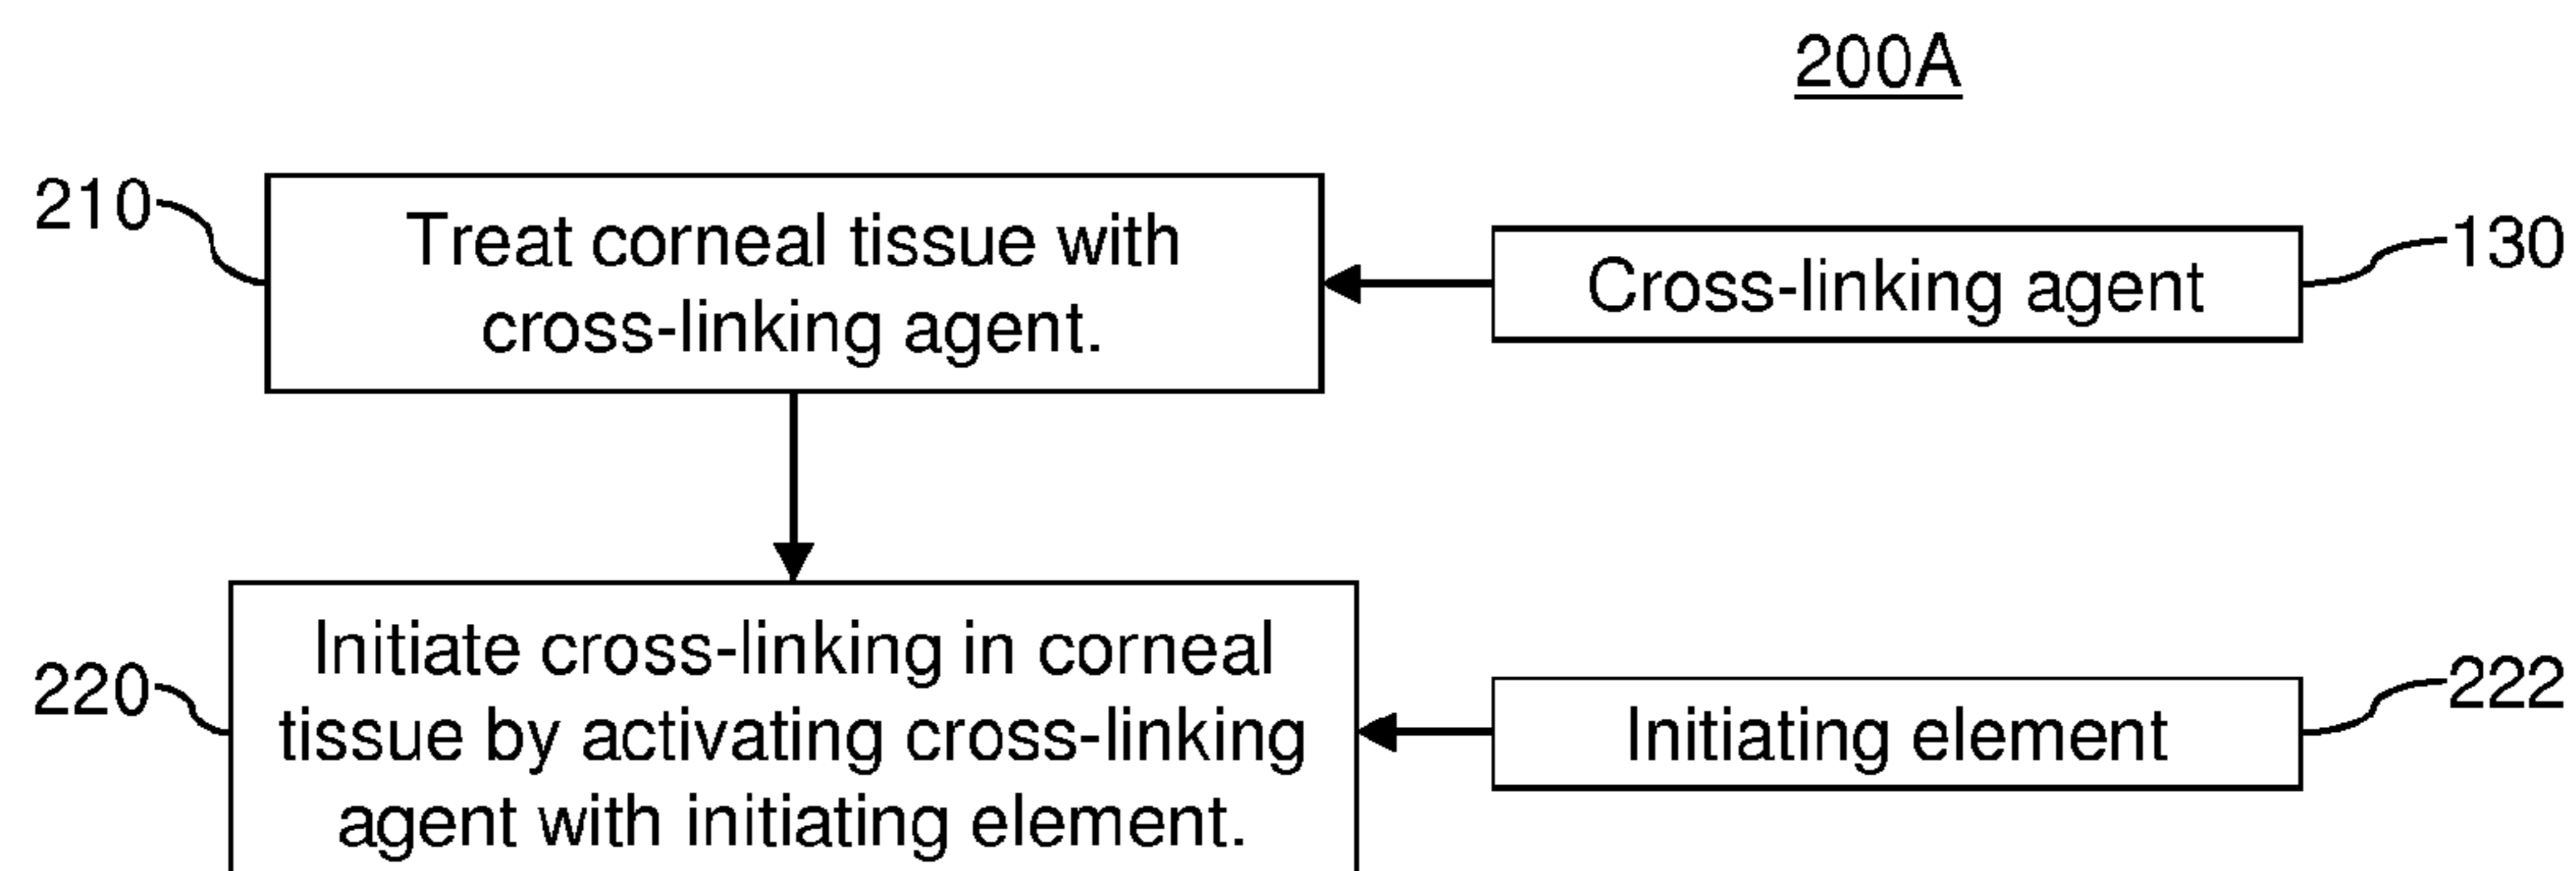 200A
210
Treat corneal tissue with
cross-linking agent.
Cross-linking agent
130
220
Initiate cross-linking in corneal
tissue by activating cross-linking
agent with initiating element.
Initiating element
222